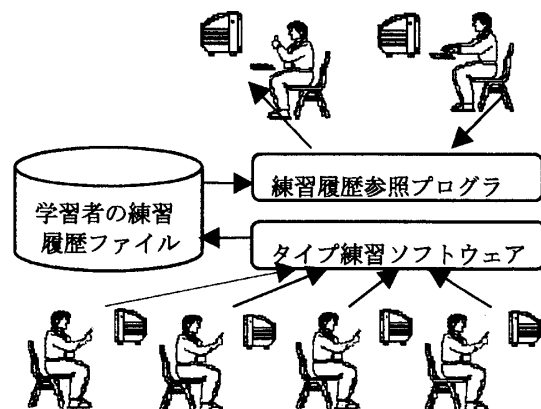 練習履歴参照プログラ
学習者の練習
履歴ファイル
タイプ練習ソフトウェア